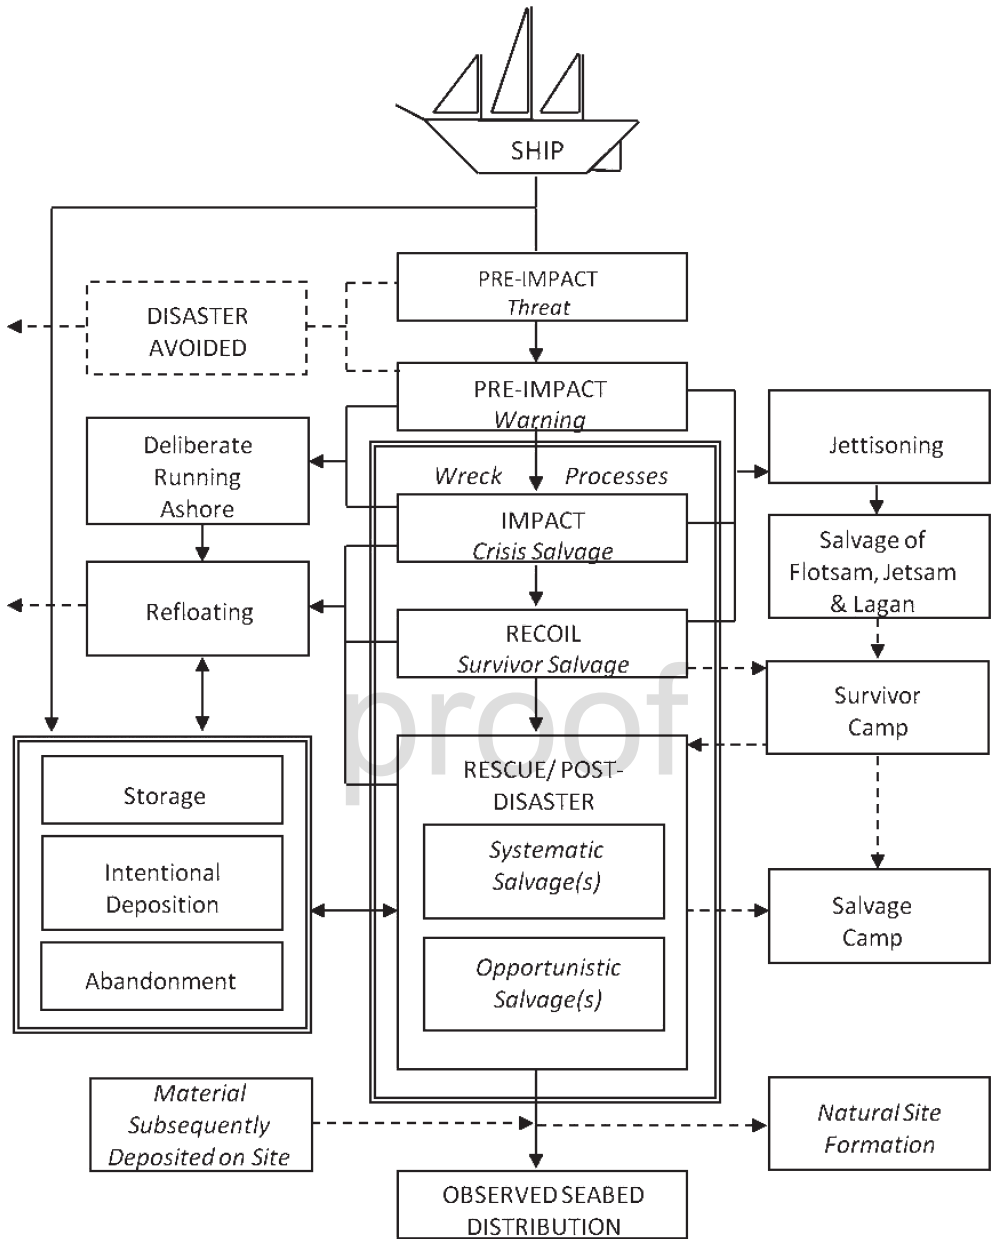 SHIP
PRE-IMPACT
Threat
DISASTER
AVOIDED
PRE-IMPACT
Warning
Deliberate
Running
Ashore
Jettisoning
Wreck Processes
IMPACT
Crisis Salvage
Salvage of
Flotsam, Jetsam
& Lagan
Refloating
RECOIL
Survivor Salvage
Survivor
Camp
proof
RESCUE/ POST-
DISASTER
Storage
Systematic
Salvage(s)
Intentional
Deposition
Salvage
Camp
Abandonment
Opportunistic
Salvage(s)
Material
Subsequently
Deposited on Site
Natural Site
Formation
OBSERVED SEABED
DISTRIBUTION